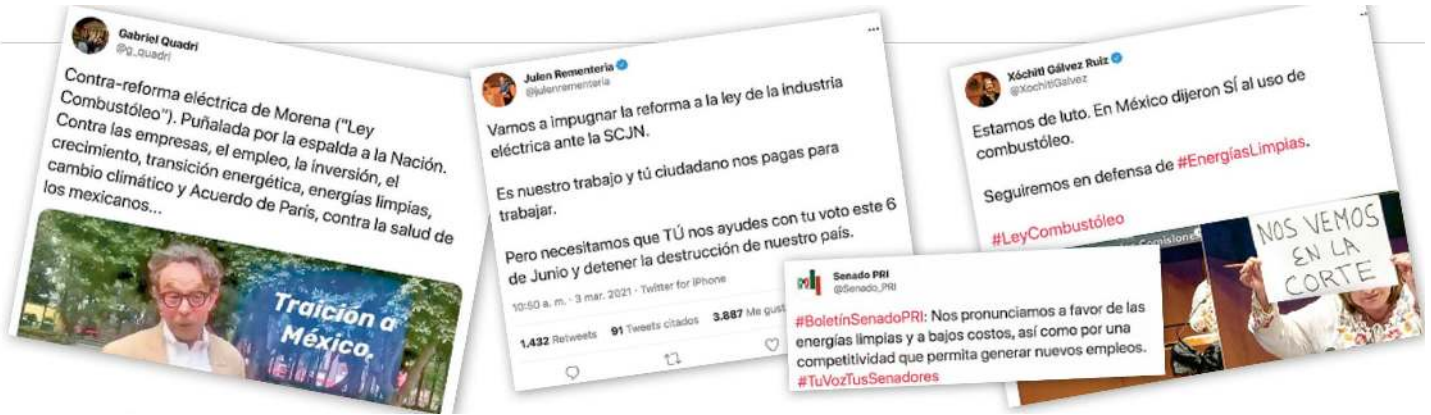 Gabriel Quadri
@g_quadri
Contra-reforma eléctrica de Morena ("Ley
Combustóleo"). Puñalada por la espalda a la Nación.
Contra las empresas, el empleo, la inversión, el
crecimiento, transición energética, energías limpias,
cambio climático y Acuerdo de París, contra la salud de
los mexicanos...
Traición a
México.
Julen Rementeria
@julenrementeria
Vamos a impugnar la reforma a la ley de la industria
eléctrica ante la SCJN.
Es nuestro trabajo y tú ciudadano nos pagas para
trabajar.
Pero necesitamos que TÚ nos ayudes con tu voto este 6
de Junio y detener la destrucción de nuestro país.
10:50 a. m. · 3 mar. 2021 · Twitter for iPhone
1.432 Retweets 91 Tweets citados 3.887 Me gust
Senado PRI
@Senado_PRI
#BoletínSenadoPRI: Nos pronunciamos a favor de las
energías limpias y a bajos costos, así como por una
competitividad que permita generar nuevos empleos.
#TuVozTusSenadores
Xóchitl Gálvez Ruiz
@XochitlGalvez
Estamos de luto. En México dijeron SÍ al uso de
combustóleo.
Seguiremos en defensa de #EnergíasLimpias.
#LeyCombustóleo
Comisione
NOS VEMOS
EN LA
CORTE